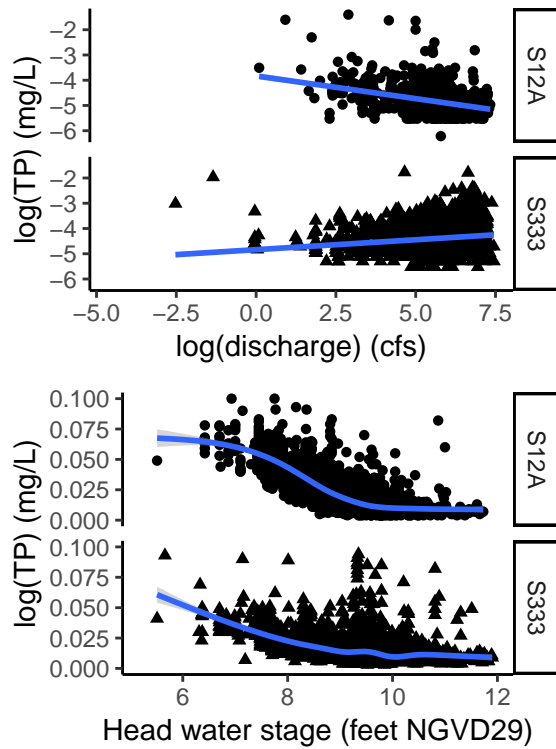 log(TP) (mg/L)
−2
−3
−4
−5
−6
S12A
−2
−3
−4
−5
−6
S333
−5.0 −2.5 0.0 2.5 5.0 7.5
log(discharge) (cfs)
log(TP) (mg/L)
0.100
0.075
0.050
0.025
0.000
S12A
0.100
0.075
0.050
0.025
0.000
S333
6 8 10 12
Head water stage (feet NGVD29)